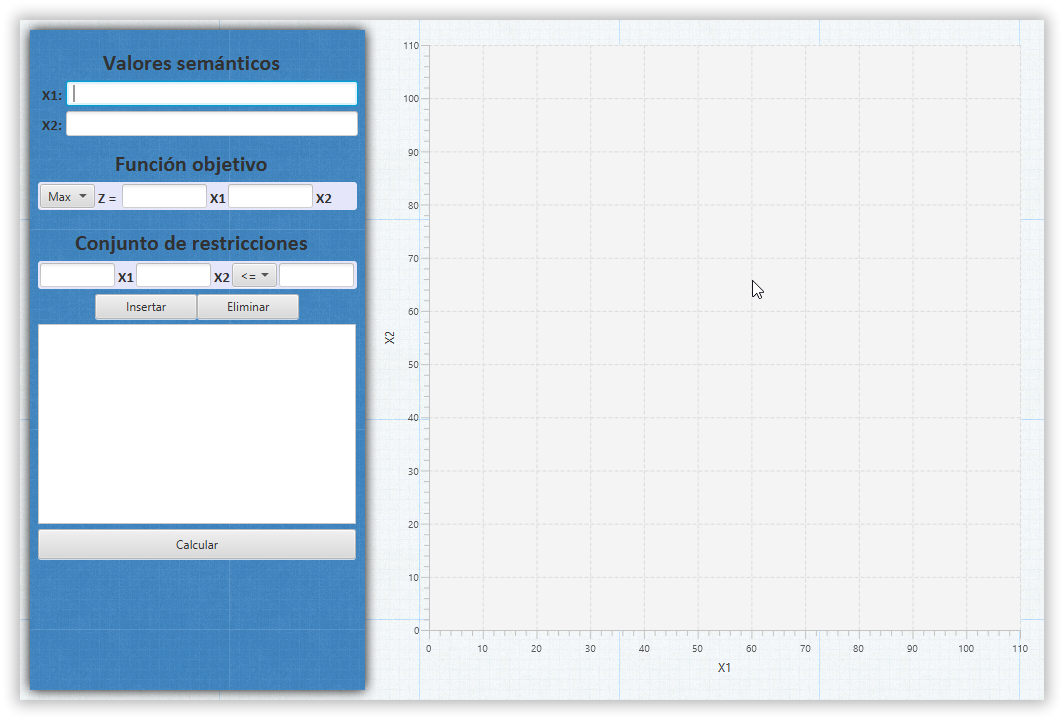 Valores semánticos
X1:
X2:
Función objetivo
Max Z = X1 X2
Conjunto de restricciones
X1 X2 <=
Insertar Eliminar
Calcular
110
100
90
80
70
60
50
40
30
20
10
0
X2
0 10 20 30 40 50 60 70 80 90 100 110
X1